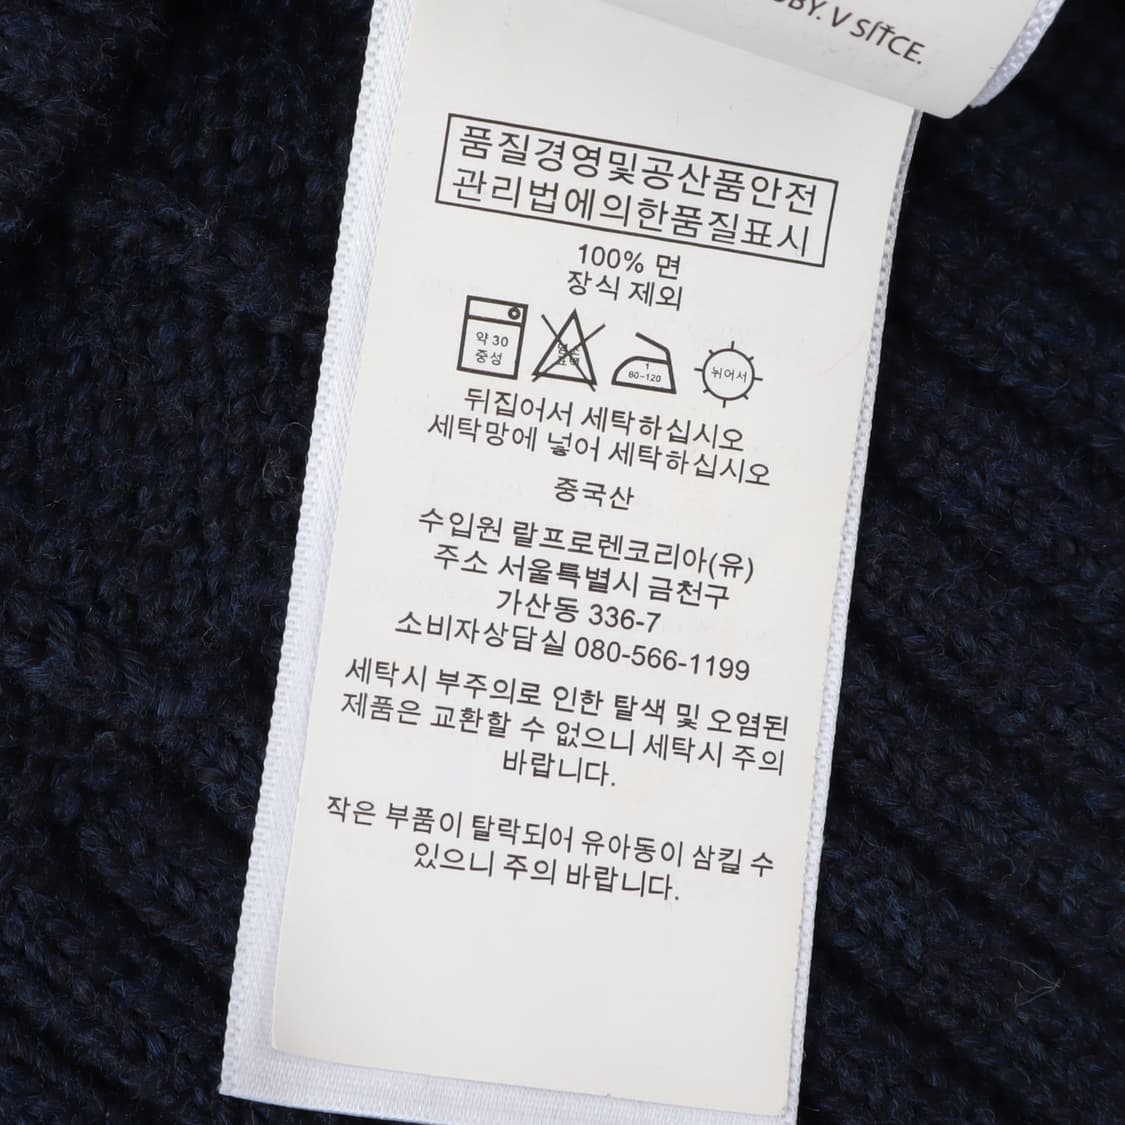 V SÍŤCE.
품질경영및공산품안전
관리법에의한품질표시
100% 면
장식 제외
약 30
중성
1
80~120
뉘어서
뒤집어서 세탁하십시오
세탁망에 넣어 세탁하십시오
중국산
수입원 랄프로렌코리아(유)
주소 서울특별시 금천구
가산동 336-7
소비자상담실 080-566-1199
세탁시 부주의로 인한 탈색 및 오염된
제품은 교환할 수 없으니 세탁시 주의
바랍니다.
작은 부품이 탈락되어 유아동이 삼킬 수
있으니 주의 바랍니다.